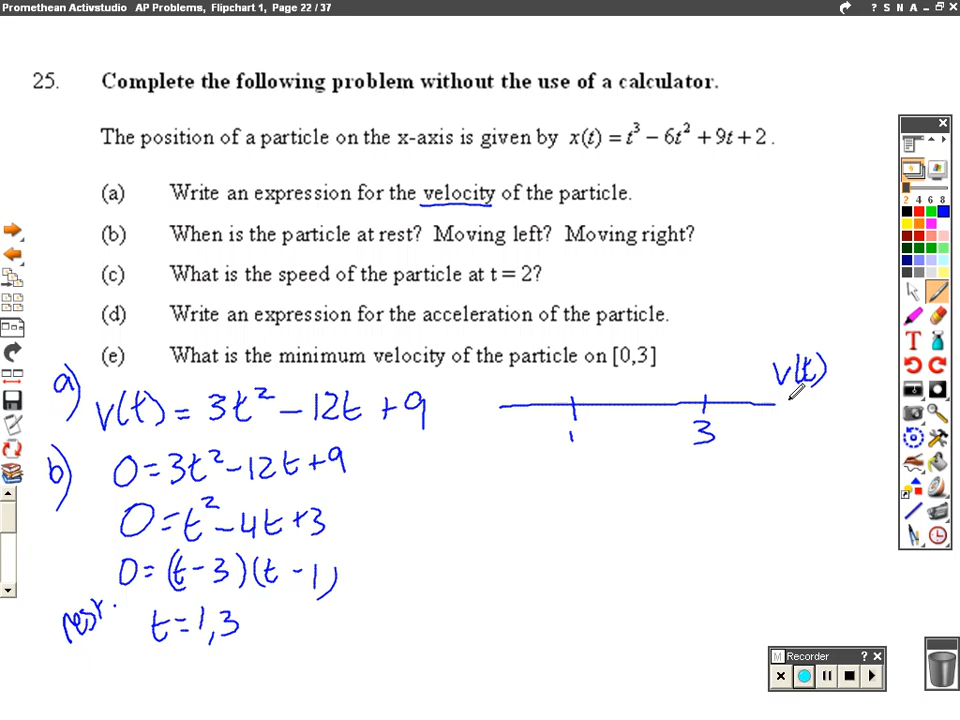 Promethean Activstudio AP Problems, Flipchart 1, Page 22 / 37
? S N A
25. Complete the following problem without the use of a calculator.
The position of a particle on the x-axis is given by x(t) = t³ − 6t² + 9t + 2 .
(a) Write an expression for the velocity of the particle.
(b) When is the particle at rest? Moving left? Moving right?
(c) What is the speed of the particle at t = 2?
(d) Write an expression for the acceleration of the particle.
(e) What is the minimum velocity of the particle on [0,3]
a) v(t) = 3t² − 12t + 9
v(t)
1 3
b) 0 = 3t² − 12t + 9
0 = t² − 4t + 3
0 = (t − 3)(t − 1)
rest. t = 1, 3
2 4 6 8
T
M Recorder ? X